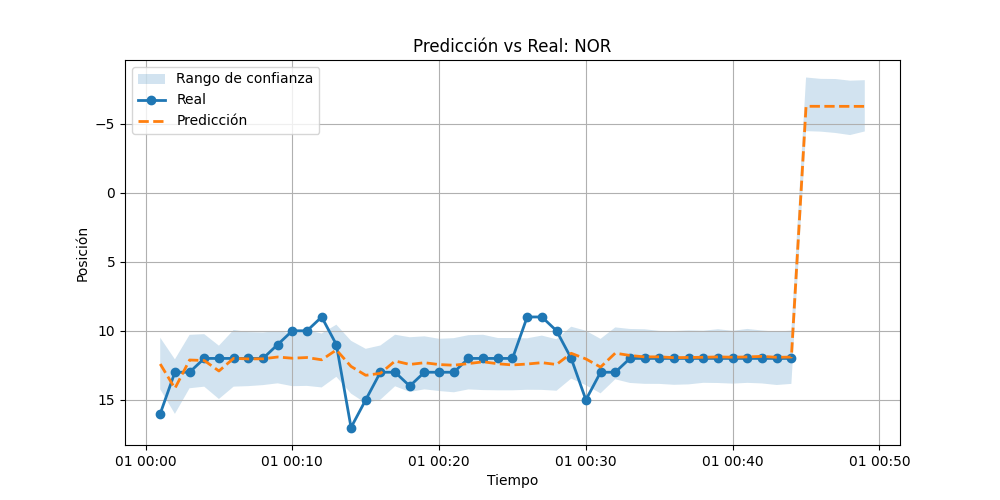 Predicción vs Real: NOR
Rango de confianza
Real
Predicción
−5
0
5
10
15
Posición
01 00:00
01 00:10
01 00:20
01 00:30
01 00:40
01 00:50
Tiempo